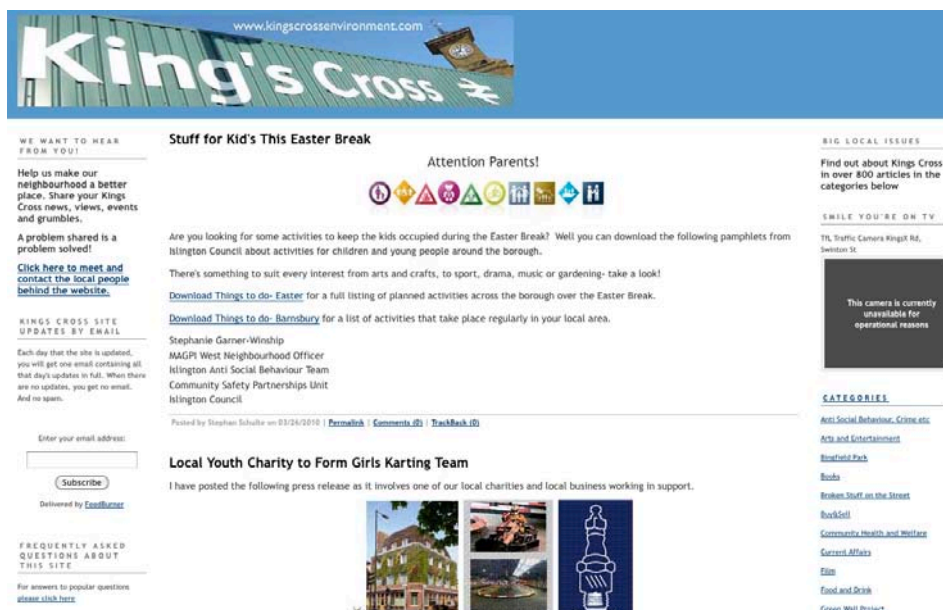 www.kingscrossenvironment.com
King's Cross
WE WANT TO HEAR
FROM YOU!
Help us make our
neighbourhood a better
place. Share your Kings
Cross news, views, events
and grumbles.
A problem shared is a
problem solved!
Click here to meet and
contact the local people
behind the website.
KINGS CROSS SITE
UPDATES BY EMAIL
Each day that the site is updated,
you will get one email containing all
that day's updates in full. When there
are no updates, you get no email.
And no spam.
Enter your email address:
Subscribe
Delivered by FeedBurner
FREQUENTLY ASKED
QUESTIONS ABOUT
THIS SITE
For answers to popular questions
please click here
Stuff for Kid's This Easter Break
Attention Parents!
Are you looking for some activities to keep the kids occupied during the Easter Break? Well you can download the following pamphlets from
Islington Council about activities for children and young people around the borough.
There's something to suit every interest from arts and crafts, to sport, drama, music or gardening- take a look!
Download Things to do- Easter for a full listing of planned activities across the borough over the Easter Break.
Download Things to do- Barnsbury for a list of activities that take place regularly in your local area.
Stephanie Garner-Winship
MAGPI West Neighbourhood Officer
Islington Anti Social Behaviour Team
Community Safety Partnerships Unit
Islington Council
Posted by Stephan Schulte on 03/26/2010 | Permalink | Comments (0) | TrackBack (0)
Local Youth Charity to Form Girls Karting Team
I have posted the following press release as it involves one of our local charities and local business working in support.
BIG LOCAL ISSUES
Find out about Kings Cross
in over 800 articles in the
categories below
SMILE YOU'RE ON TV
TfL Traffic Camera KingsX Rd,
Swinton St
This camera is currently
unavailable for
operational reasons
CATEGORIES
Anti Social Behaviour, Crime etc
Arts and Entertainment
Bingfield Park
Books
Broken Stuff on the Street
Buy&Sell
Community Health and Welfare
Current Affairs
Film
Food and Drink
Green Wall Project